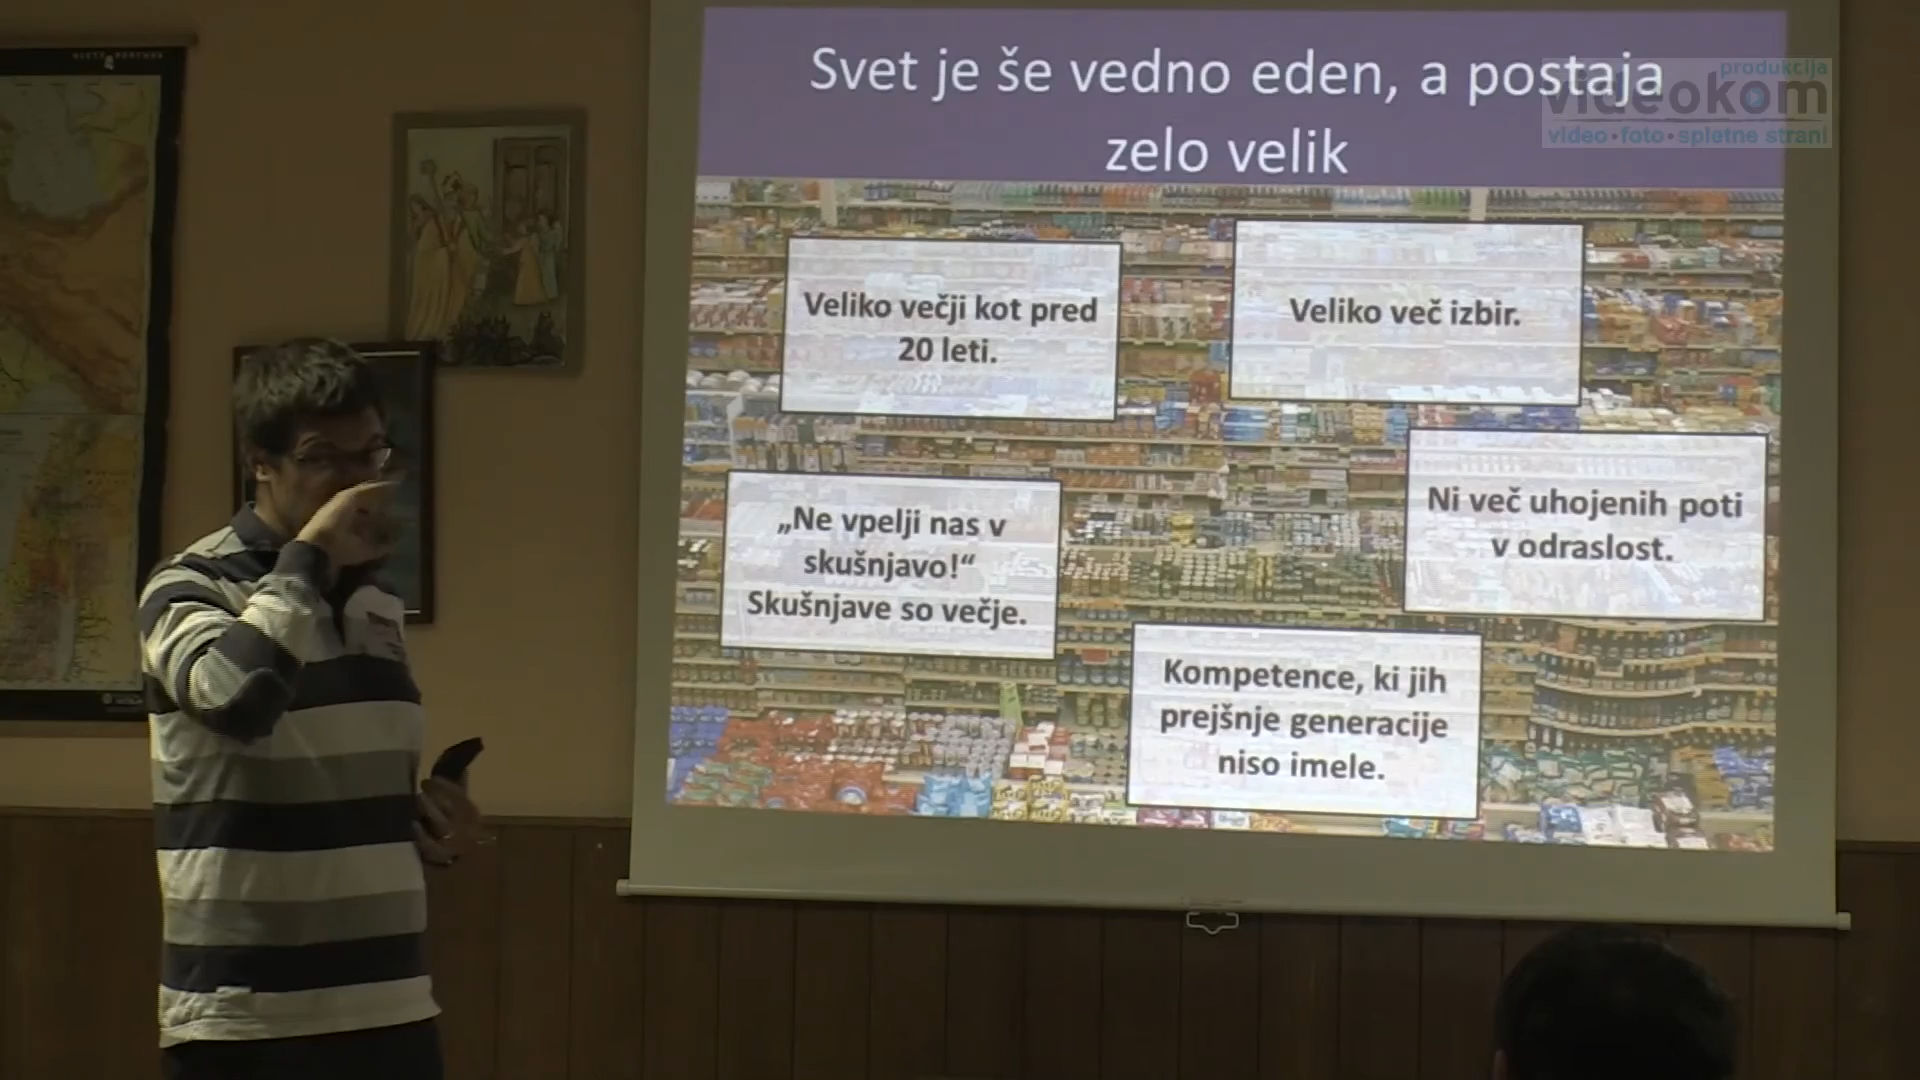 Svet je še vedno eden, a postaja
zelo velik
produkcija
videokom
video•foto•spletne strani
Veliko večji kot pred
20 leti.
Veliko več izbir.
„Ne vpelji nas v
skušnjavo!“
Skušnjave so večje.
Ni več uhojenih poti
v odraslost.
Kompetence, ki jih
prejšnje generacije
niso imele.